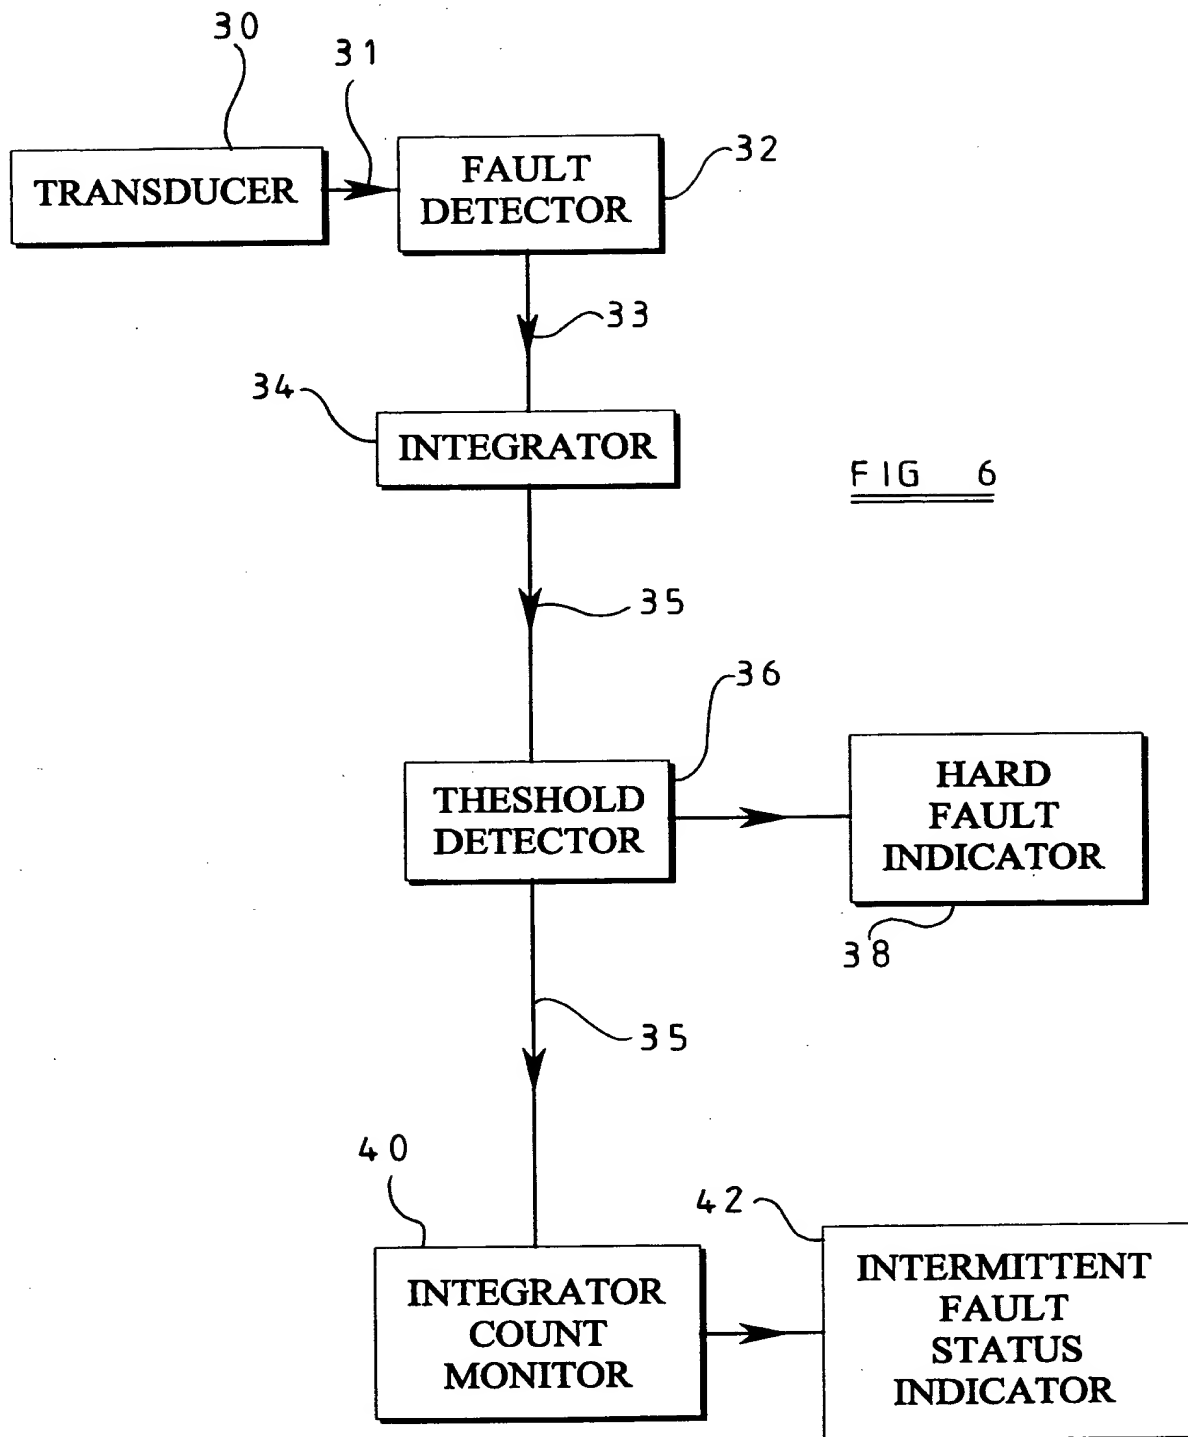 30
31
TRANSDUCER
FAULT
DETECTOR
32
33
34
INTEGRATOR
FIG 6
35
36
THESHOLD
DETECTOR
HARD
FAULT
INDICATOR
38
35
40
42
INTEGRATOR
COUNT
MONITOR
INTERMITTENT
FAULT
STATUS
INDICATOR